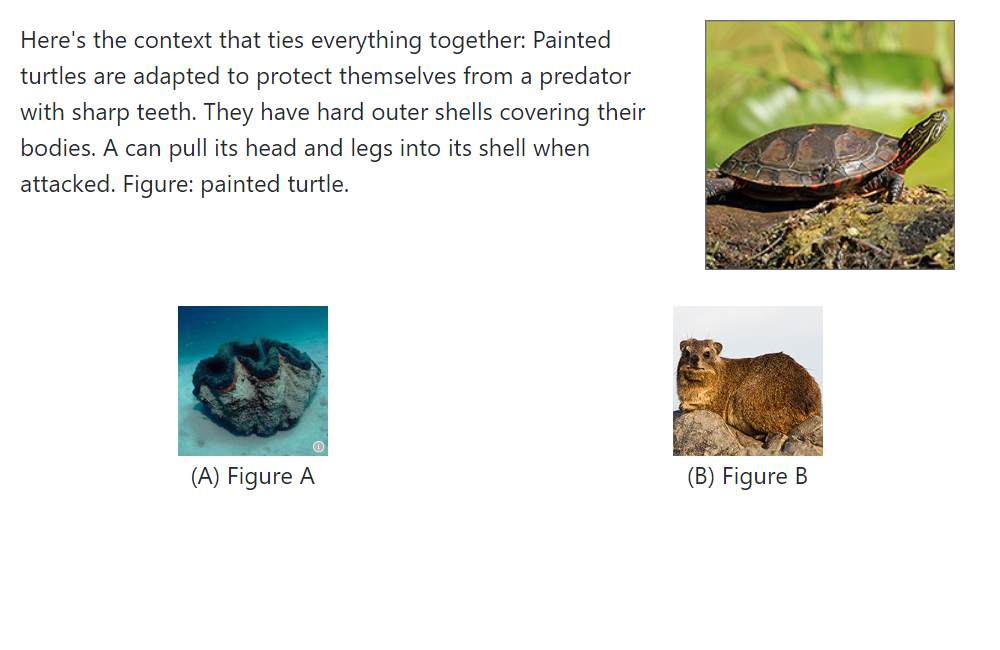 Here's the context that ties everything together: Painted
turtles are adapted to protect themselves from a predator
with sharp teeth. They have hard outer shells covering their
bodies. A can pull its head and legs into its shell when
attacked. Figure: painted turtle.
(A) Figure A
(B) Figure B